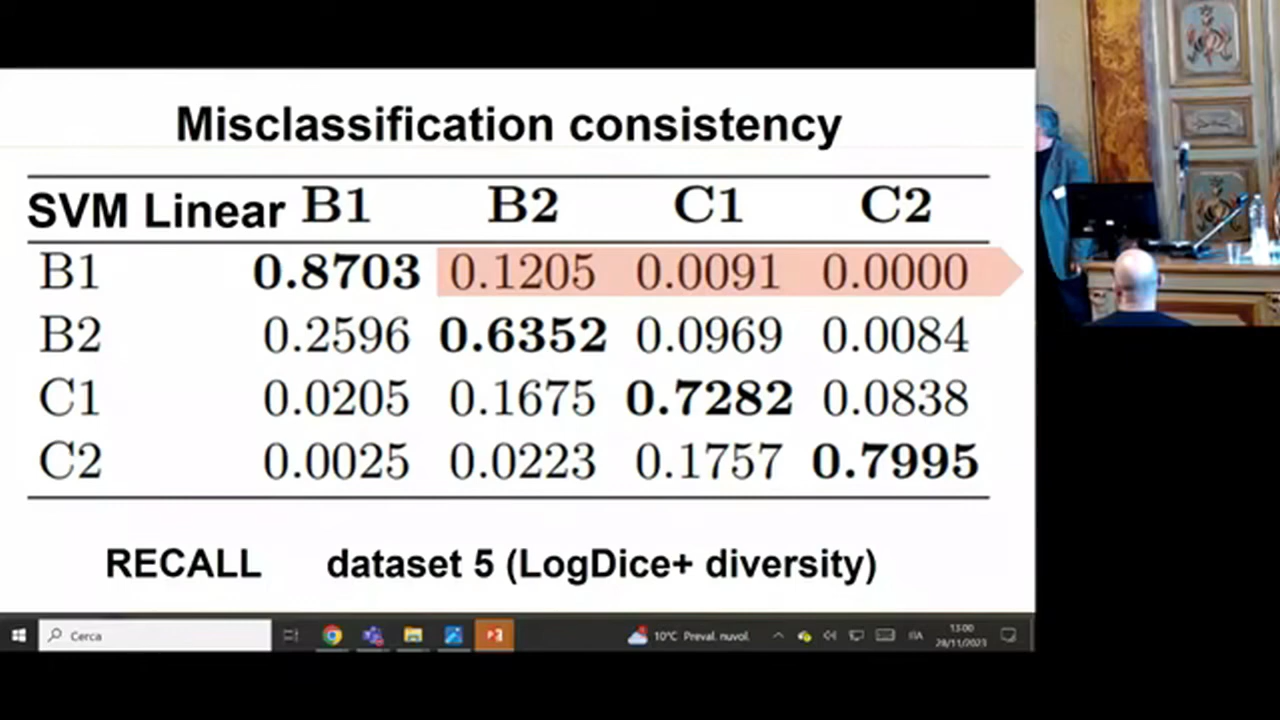 Misclassification consistency
SVM Linear B1 B2 C1 C2
B1 0.8703 0.1205 0.0091 0.0000
B2 0.2596 0.6352 0.0969 0.0084
C1 0.0205 0.1675 0.7282 0.0838
C2 0.0025 0.0223 0.1757 0.7995
RECALL dataset 5 (LogDice+ diversity)
Cerca 10°C Preval. nuvol. ITA 13:00
28/11/2023